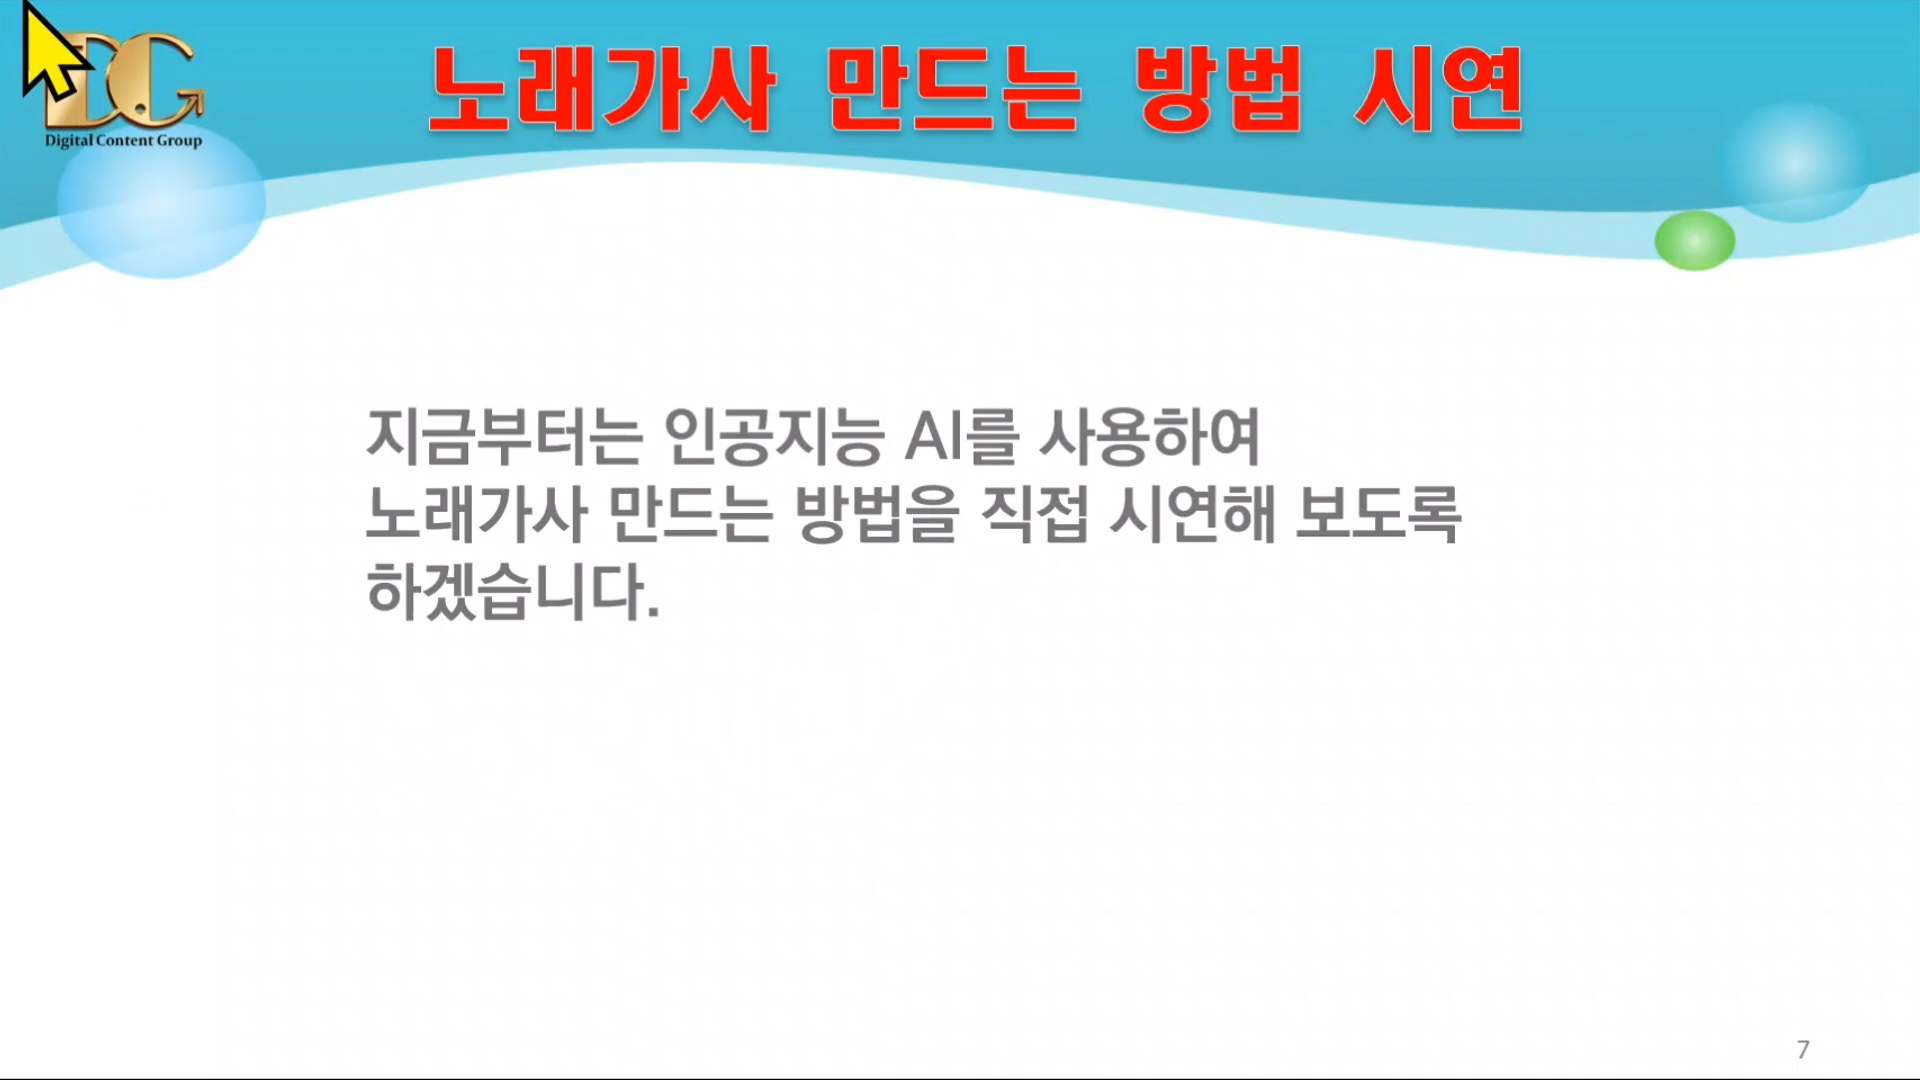 DCG
Digital Content Group
노래가사 만드는 방법 시연
지금부터는 인공지능 AI를 사용하여
노래가사 만드는 방법을 직접 시연해 보도록
하겠습니다.
7